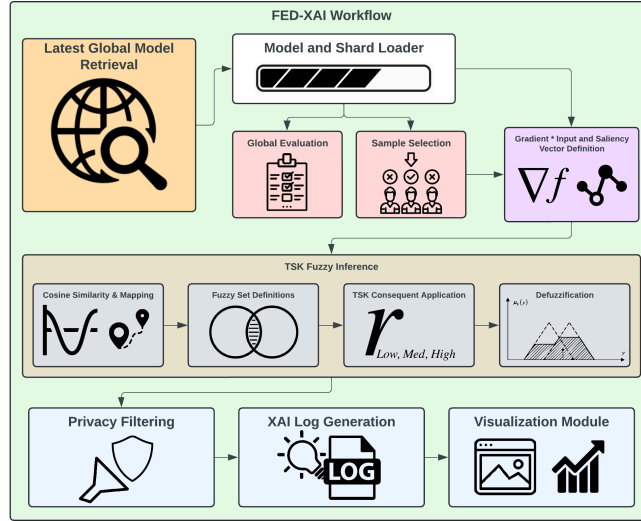 FED-XAI Workflow
Latest Global Model
Retrieval
Model and Shard Loader
Global Evaluation
Sample Selection
Gradient * Input and Saliency
Vector Definition
∇f
TSK Fuzzy Inference
Cosine Similarity & Mapping
Fuzzy Set Definitions
TSK Consequent Application
r
Low, Med, High
Defuzzification
Privacy Filtering
XAI Log Generation
LOG
Visualization Module